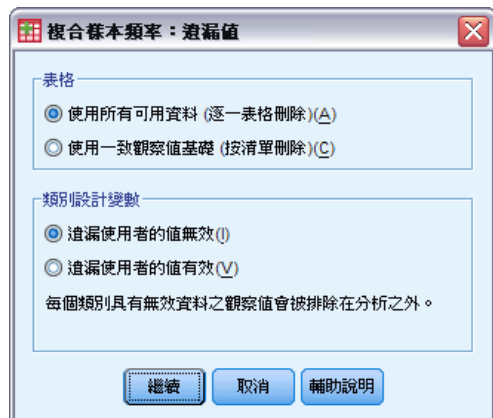 複合樣本頻率：遺漏值
表格
使用所有可用資料 (逐一表格刪除)(A)
使用一致觀察值基礎 (按清單刪除)(C)
類別設計變數
遺漏使用者的值無效(I)
遺漏使用者的值有效(V)
每個類別具有無效資料之觀察值會被排除在分析之外。
繼續
取消
輔助說明